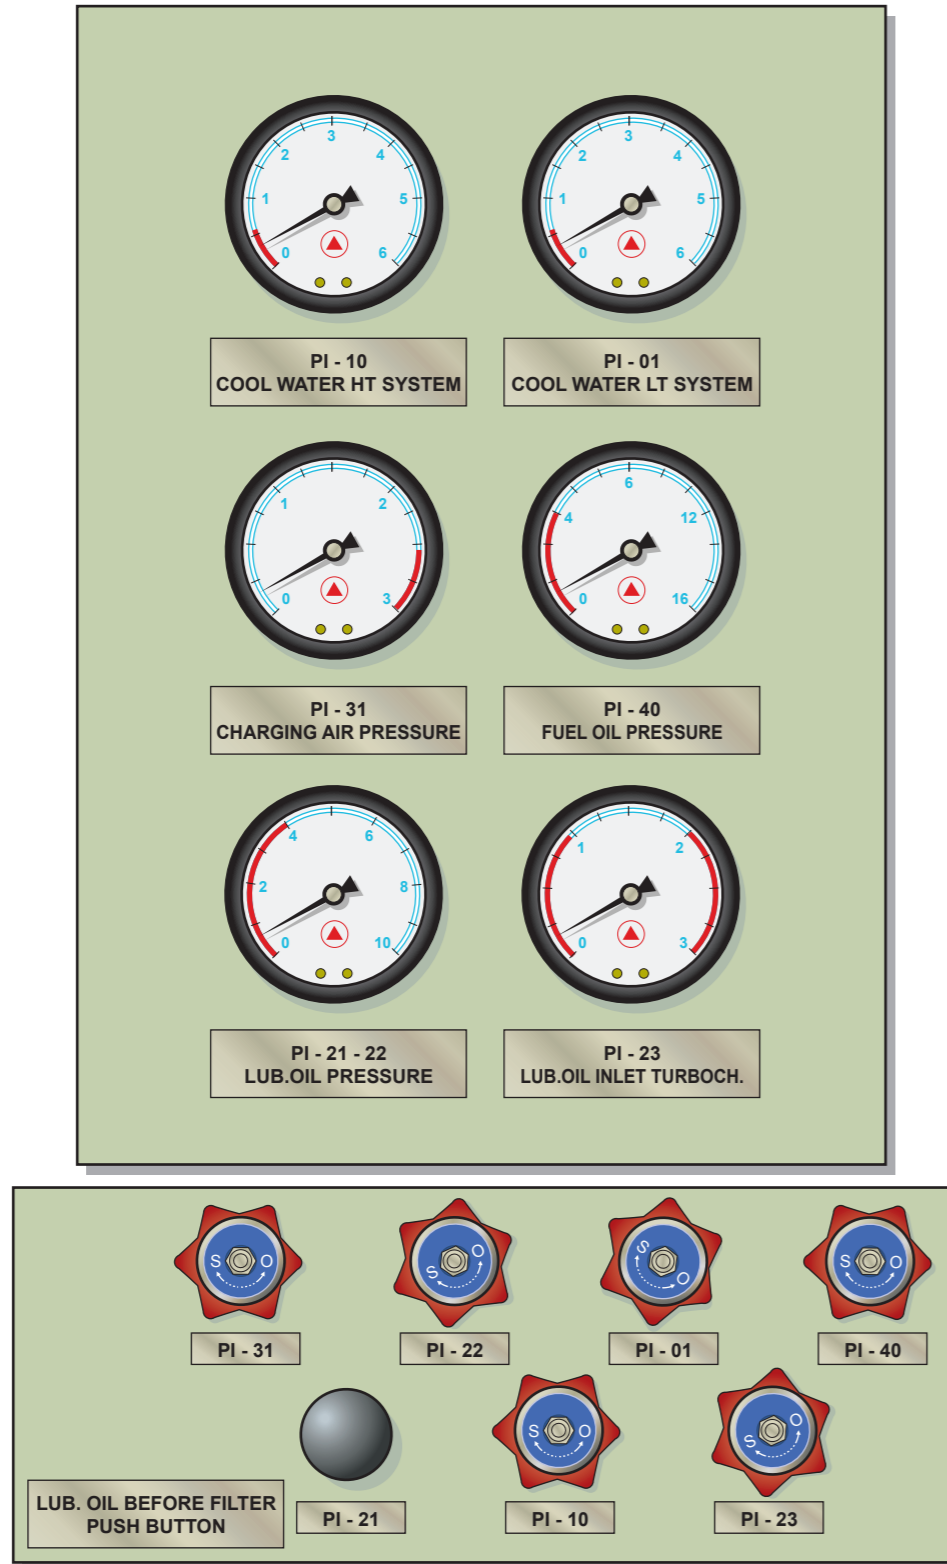 0 1 2 3 4 5 6
0 1 2 3 4 5 6
PI - 10
COOL WATER HT SYSTEM
PI - 01
COOL WATER LT SYSTEM
0 1 2 3
0 4 6 12 16
PI - 31
CHARGING AIR PRESSURE
PI - 40
FUEL OIL PRESSURE
0 2 4 6 8 10
0 1 2 3
PI - 21 - 22
LUB.OIL PRESSURE
PI - 23
LUB.OIL INLET TURBOCH.
S O
S O
S O
S O
PI - 31
PI - 22
PI - 01
PI - 40
S O
S O
LUB. OIL BEFORE FILTER
PUSH BUTTON
PI - 21
PI - 10
PI - 23